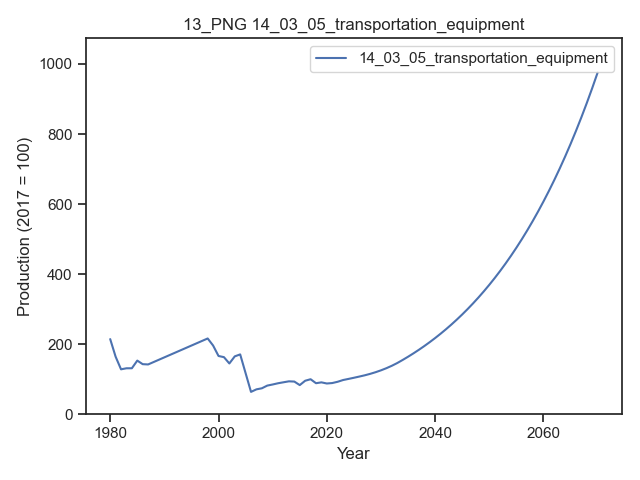 13_PNG 14_03_05_transportation_equipment
14_03_05_transportation_equipment
Production (2017 = 100)
1000
800
600
400
200
0
1980
2000
2020
2040
2060
Year